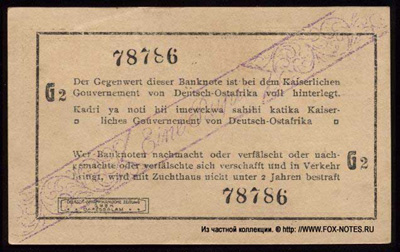 78786
Der Gegenwert dieser Banknote ist bei dem Kaiserlichen
G2
Gouvernement von Deutsch-Ostafrika voll hinterlegt.
Kadri ya noti hii imewekwa sahibi katika Kaiser-
liches Gouvernement von Deutsch-Ostafrika
Wer Banknoten nachmacht oder verfälscht oder nach-
gemachte oder verfälschte sich verschafft und in Verkehr
G2
bringt, wird mit Zuchthaus nicht unter 2 Jahren bestraft
78786
Из частной коллекции. © http://WWW.FOX-NOTES.RU